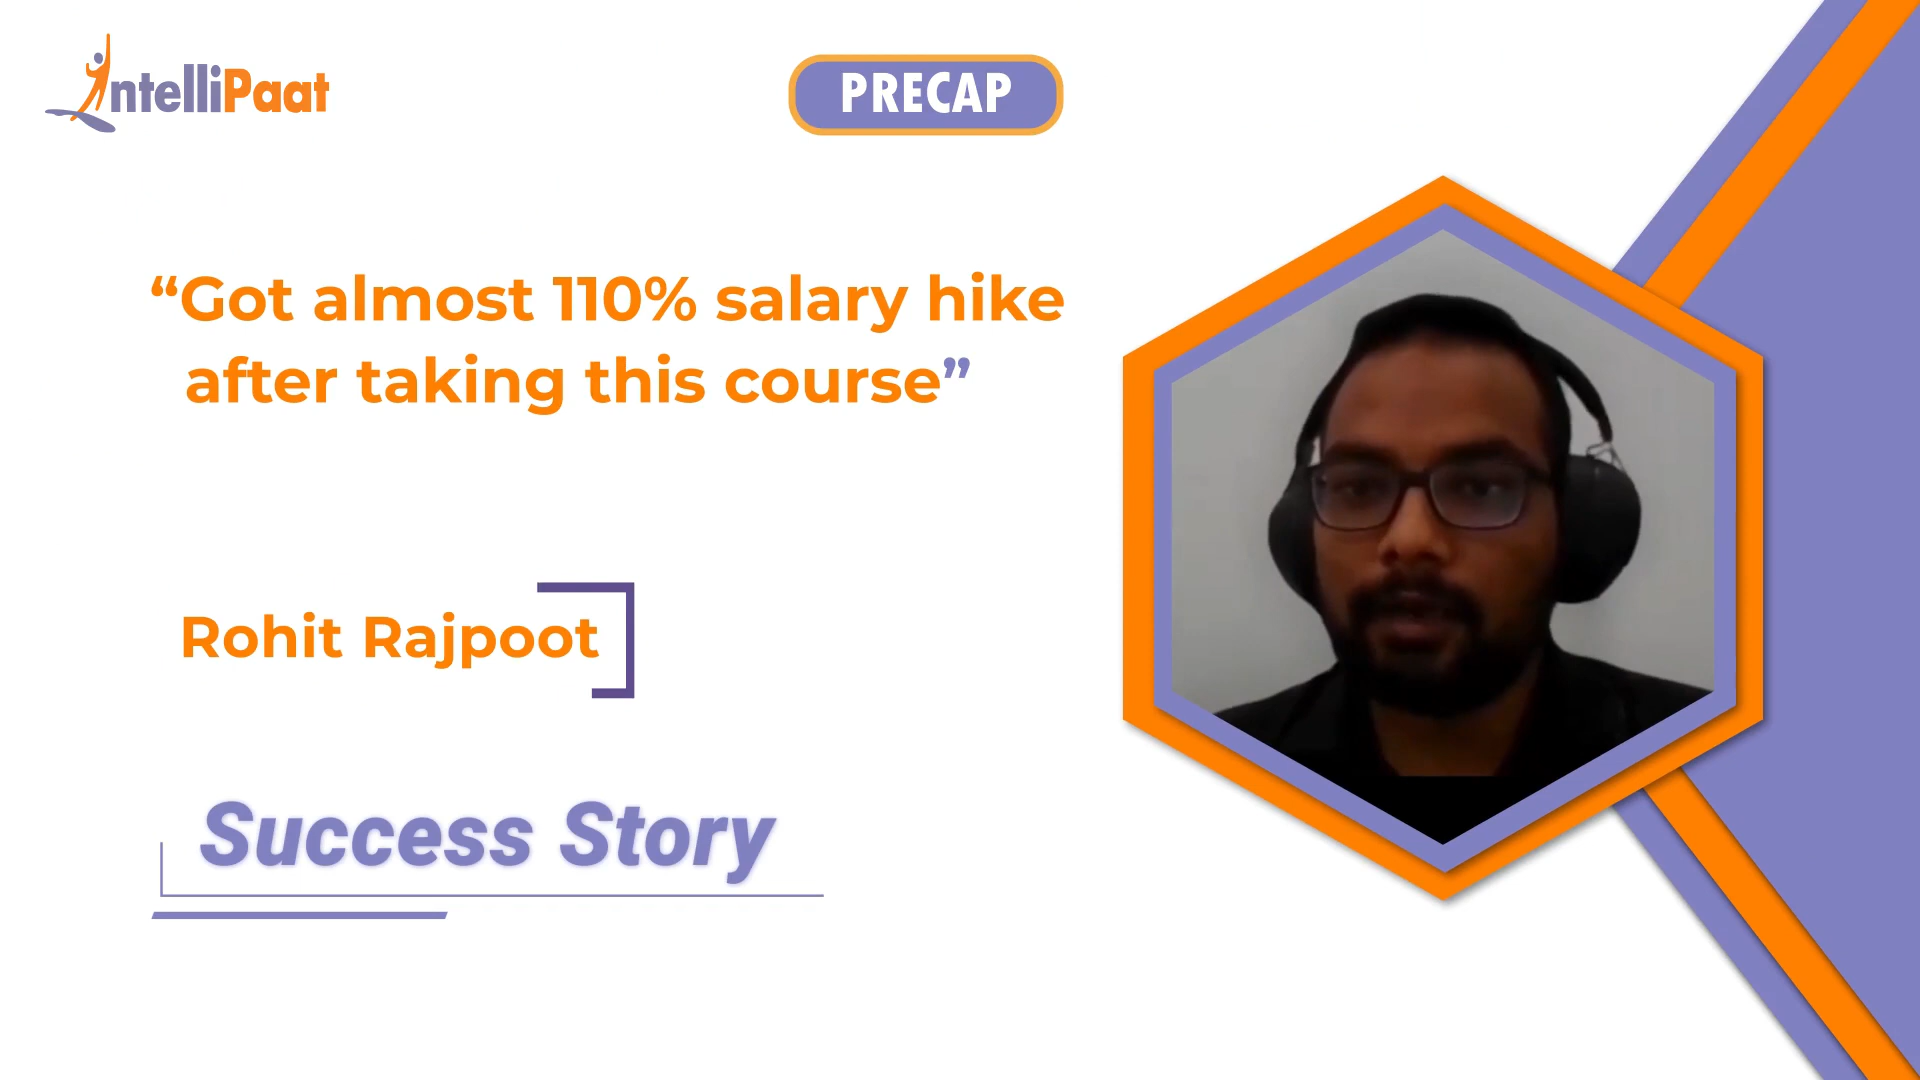 IntelliPaat
PRECAP
“Got almost 110% salary hike
after taking this course”
Rohit Rajpoot
Success Story